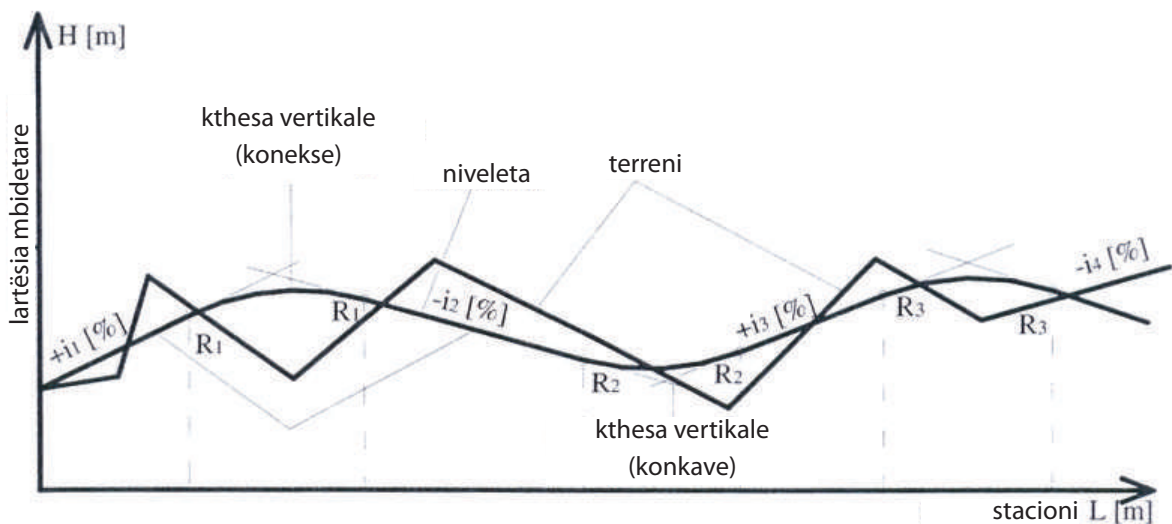 H [m]
lartësia mbidetare
kthesa vertikale
(konekse)
niveleta
terreni
+i1 [%]
R1
R1
-i2 [%]
R2
R2
+i3 [%]
R3
R3
-i4 [%]
kthesa vertikale
(konkave)
stacioni L [m]